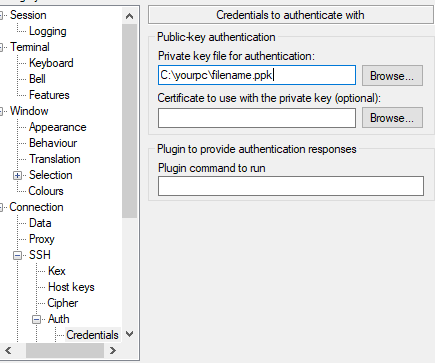 Session
Logging
Terminal
Keyboard
Bell
Features
Window
Appearance
Behaviour
Translation
Selection
Colours
Connection
Data
Proxy
SSH
Kex
Host keys
Cipher
Auth
Credentials
Credentials to authenticate with
Public-key authentication
Private key file for authentication:
C:\yourpc\filename.ppk
Browse...
Certificate to use with the private key (optional):
Browse...
Plugin to provide authentication responses
Plugin command to run